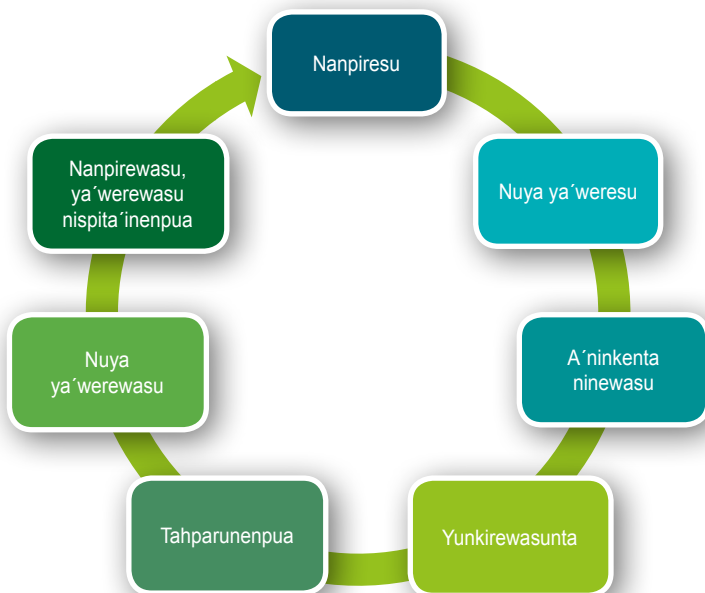 Nanpiresu
Nuya ya´weresu
A´ninkenta
ninewasu
Yunkirewasunta
Tahparunenpua
Nuya
ya´werewasu
Nanpirewasu,
ya´werewasu
nispita´inenpua